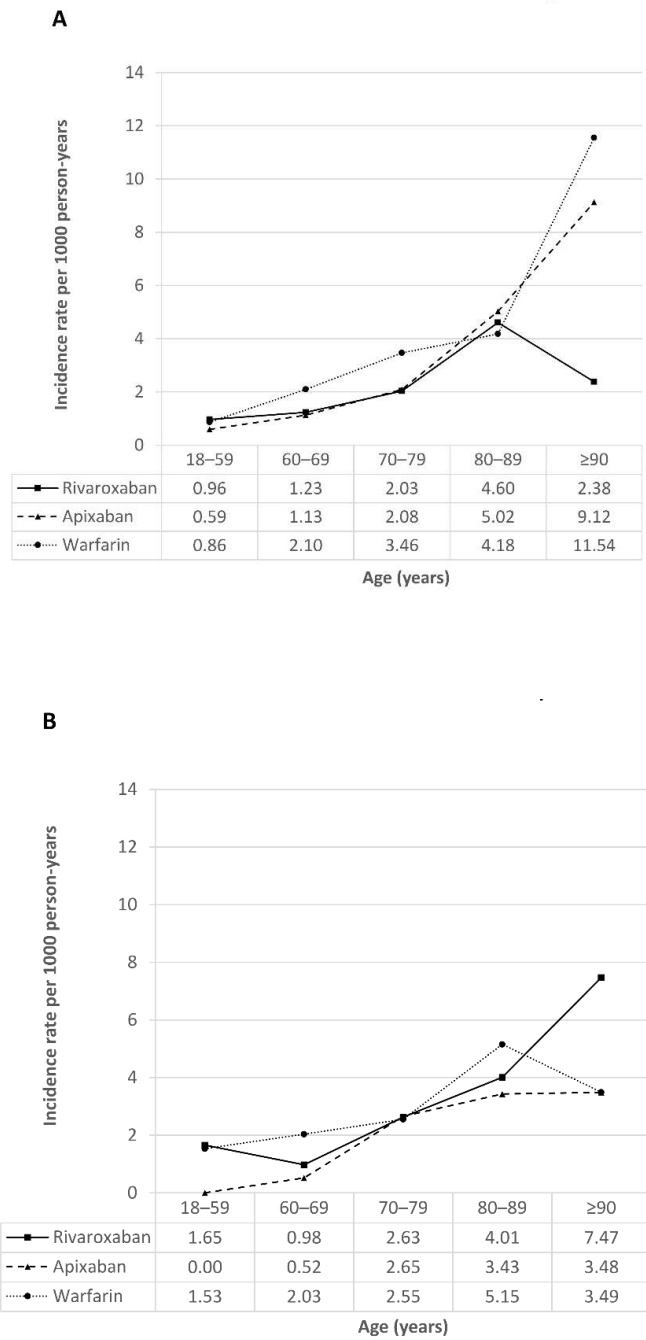 A
Incidence rate per 1000 person-years
14
12
10
8
6
4
2
0
18–59 60–69 70–79 80–89 ≥90
Rivaroxaban 0.96 1.23 2.03 4.60 2.38
Apixaban 0.59 1.13 2.08 5.02 9.12
Warfarin 0.86 2.10 3.46 4.18 11.54
Age (years)
B
Incidence rate per 1000 person-years
14
12
10
8
6
4
2
0
18–59 60–69 70–79 80–89 ≥90
Rivaroxaban 1.65 0.98 2.63 4.01 7.47
Apixaban 0.00 0.52 2.65 3.43 3.48
Warfarin 1.53 2.03 2.55 5.15 3.49
Age (years)